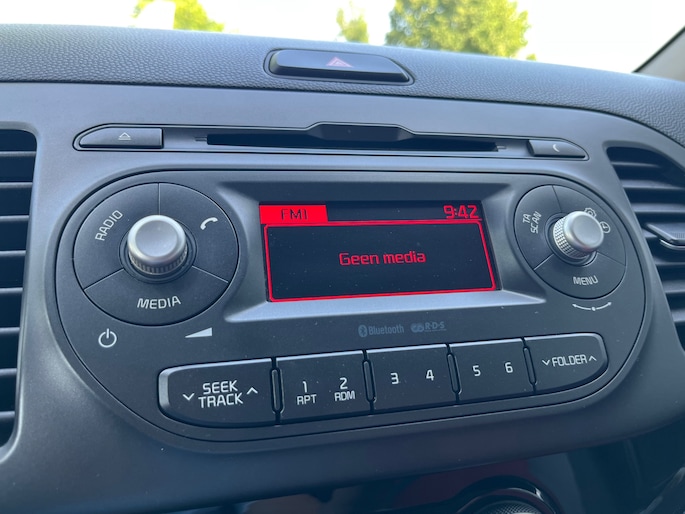 FM1
9:42
Geen media
RADIO
MEDIA
TA
SCAN
MENU
Bluetooth
R·D·S
SEEK
TRACK
1
RPT
2
RDM
3
4
5
6
FOLDER